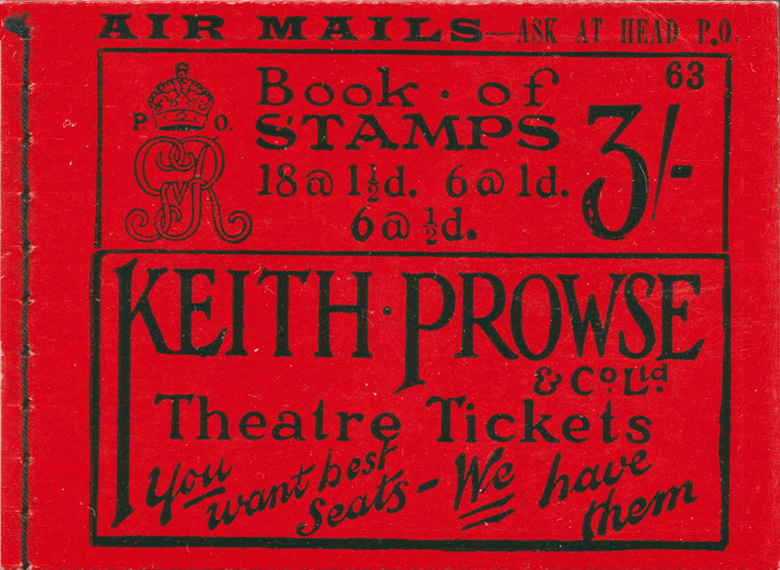 AIR MAILS—ASK AT HEAD P.O.
63
P. O.
GR
Book · of
STAMPS
3/-
18@1½d. 6@1d.
6@½d.
KEITH·PROWSE
& Co Ltd
Theatre Tickets
You want best seats – We have them